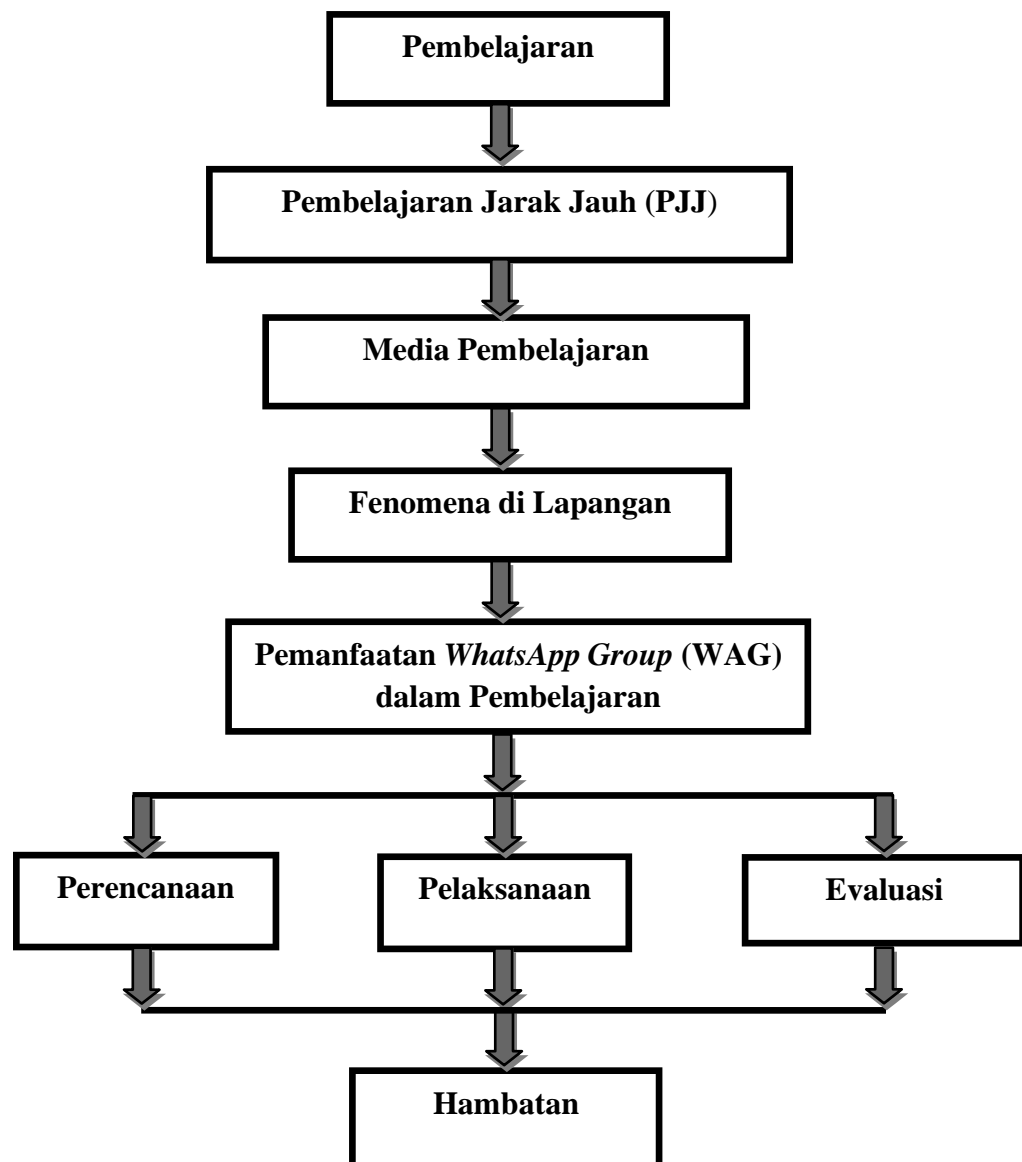 Pembelajaran
Pembelajaran Jarak Jauh (PJJ)
Media Pembelajaran
Fenomena di Lapangan
Pemanfaatan WhatsApp Group (WAG)
dalam Pembelajaran
Perencanaan
Pelaksanaan
Evaluasi
Hambatan